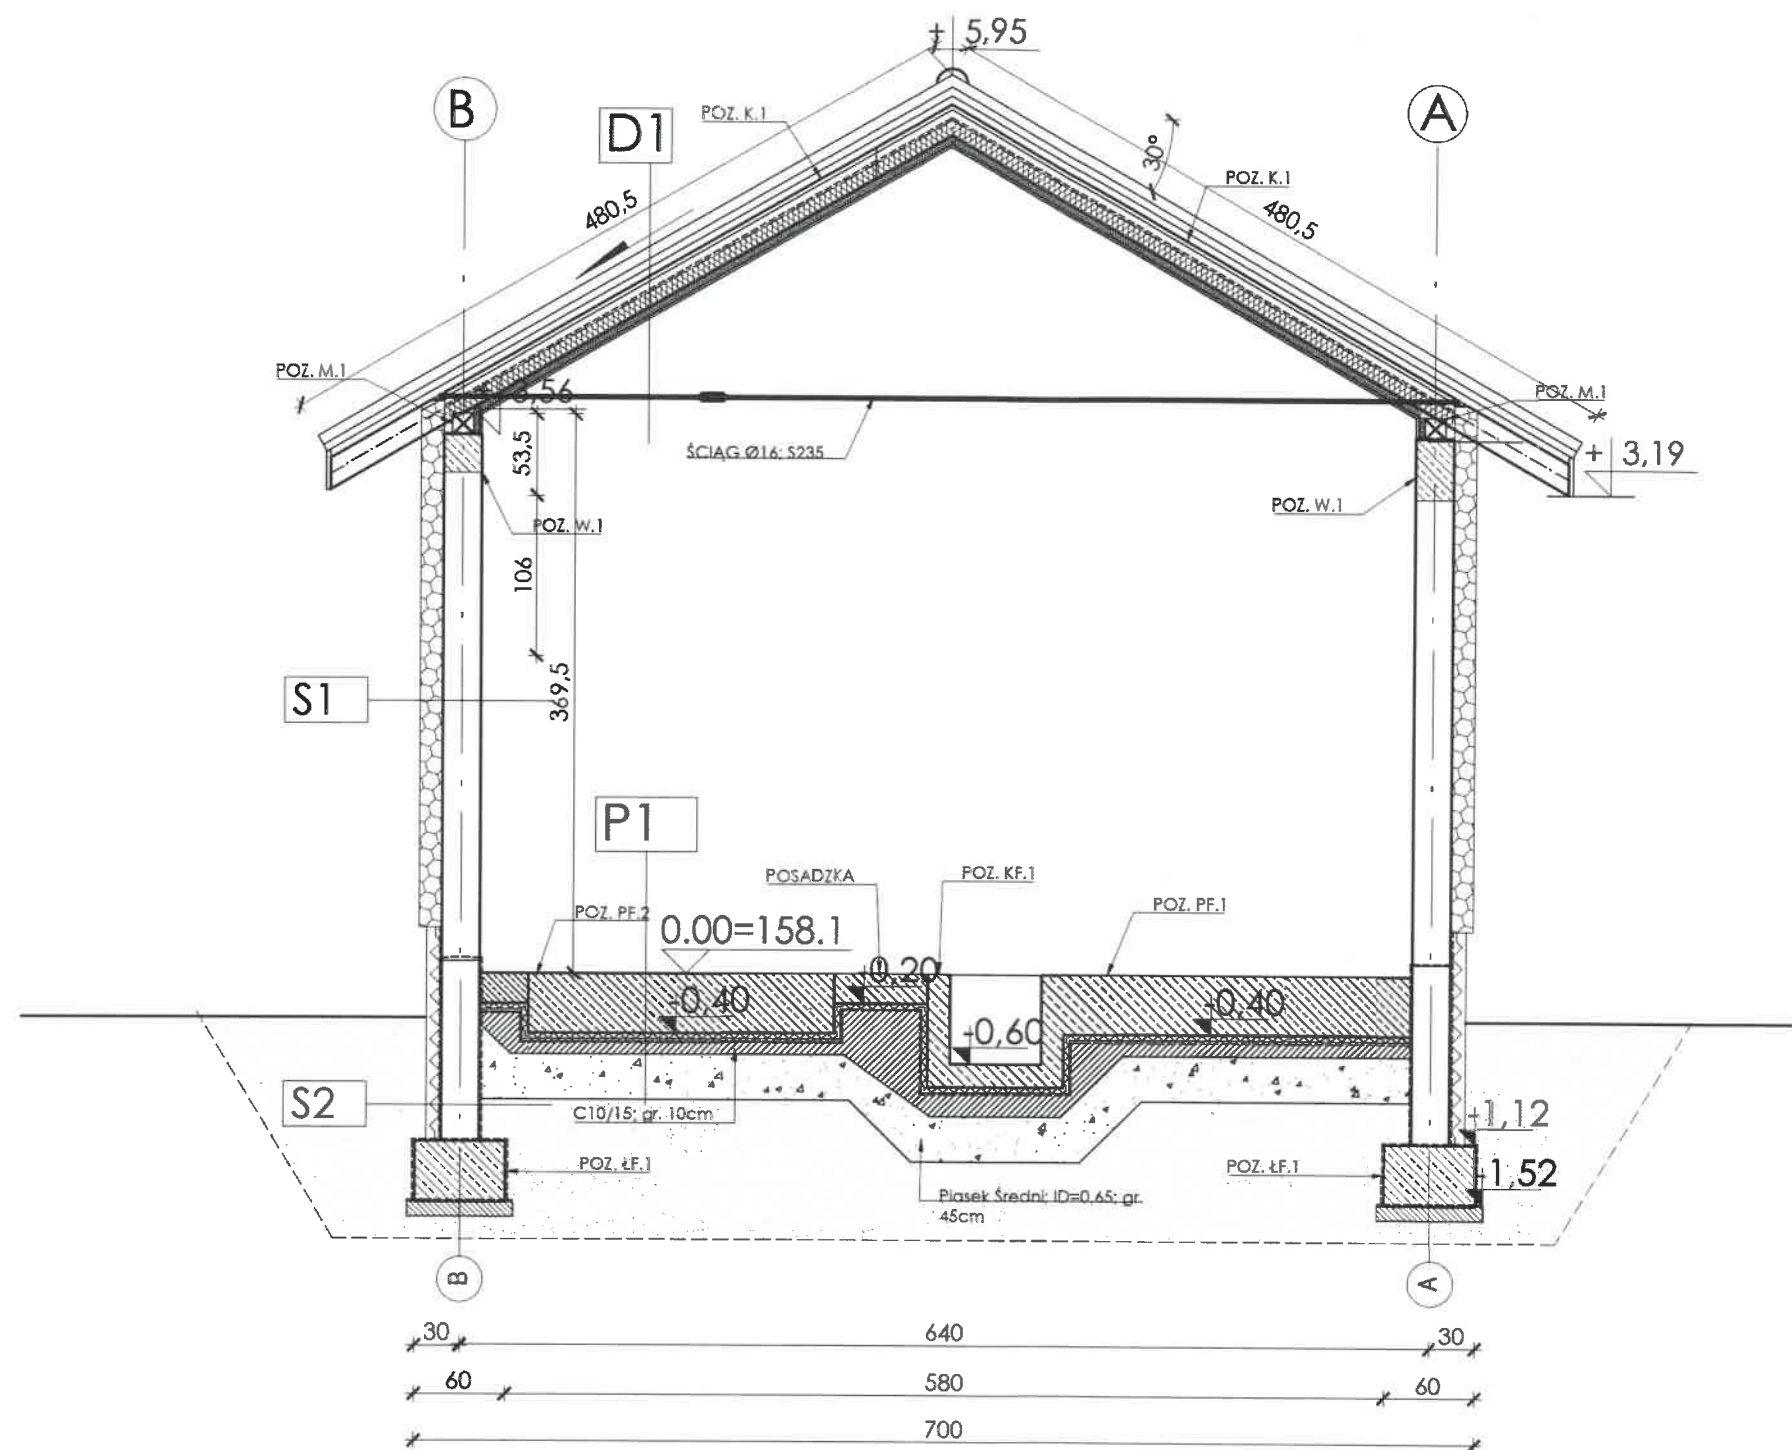 + 5,95
B
D1
POZ. K.1
A
30°
POZ. K.1
480,5
480,5
POZ. M.1
3,56
POZ. M.1
53,5
ŚCIĄG Ø16; S235
+ 3,19
POZ. W.1
POZ. W.1
106
S1
369,5
P1
POSADZKA
POZ. KF.1
POZ. PF.2
POZ. PF.1
0.00=158.1
-0,20
-0,40
-0,40
-0,60
S2
C10/15; gr. 10cm
-1,12
POZ. ŁF.1
POZ. ŁF.1
-1,52
Piasek Średni; ID=0,65; gr.
45cm
B
A
30
640
30
60
580
60
700